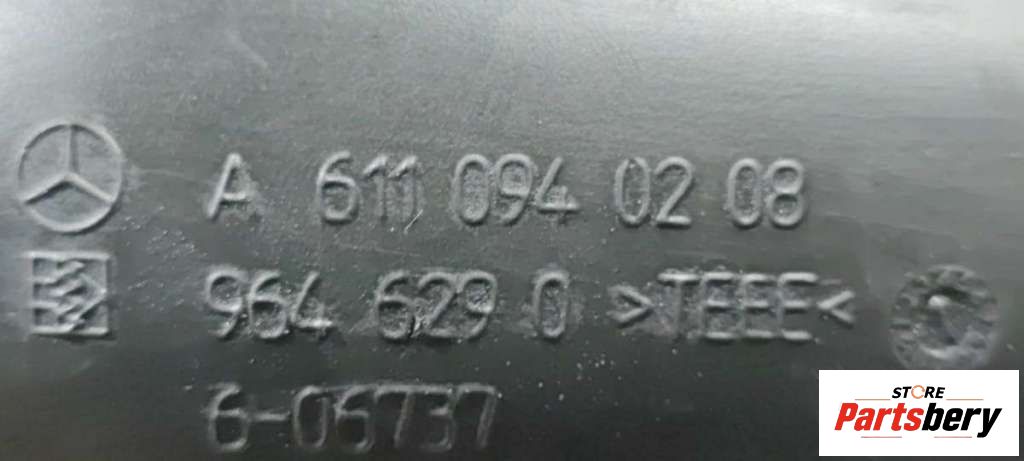 A 611 094 02 08
964 629 0 >TEEE<
6-06737
STORE
Partsbery